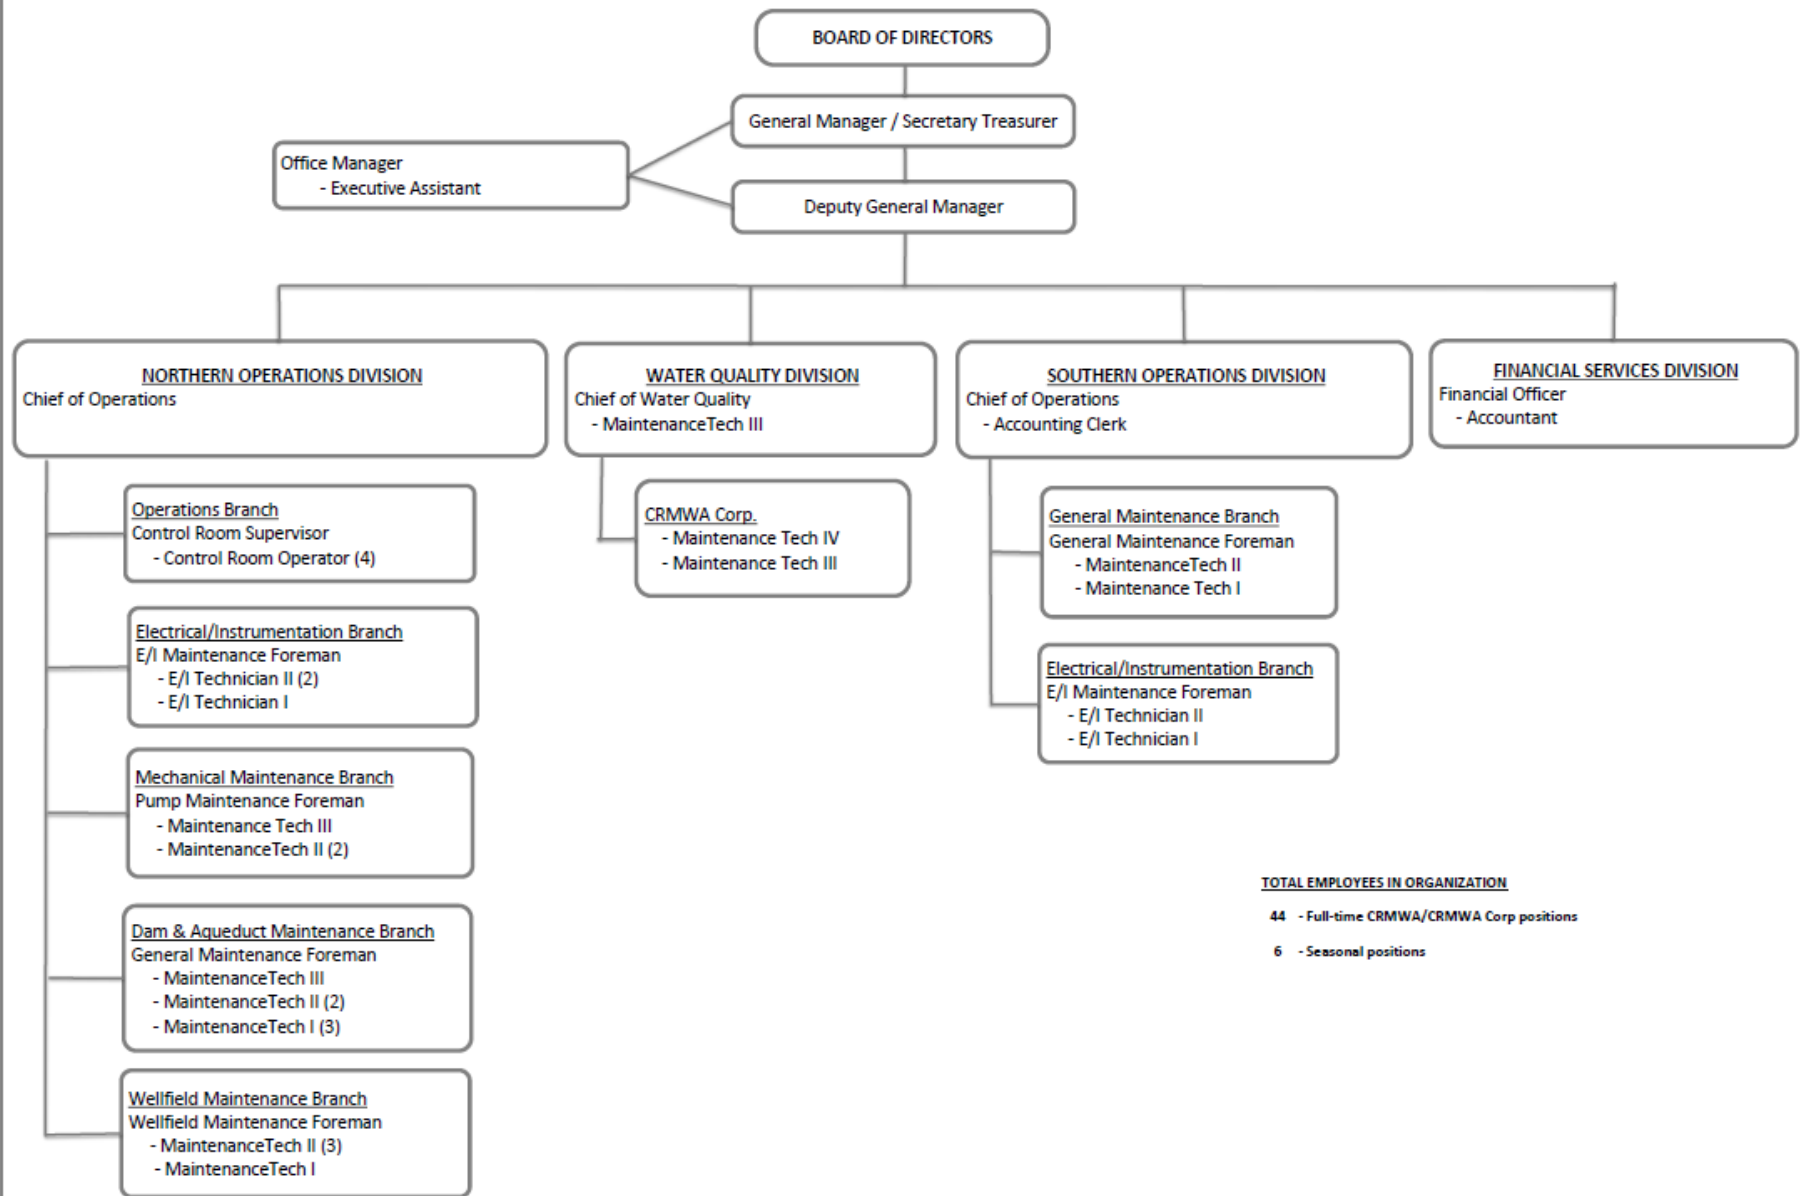 BOARD OF DIRECTORS
General Manager / Secretary Treasurer
Office Manager
- Executive Assistant
Deputy General Manager
NORTHERN OPERATIONS DIVISION
Chief of Operations
WATER QUALITY DIVISION
Chief of Water Quality
- MaintenanceTech III
SOUTHERN OPERATIONS DIVISION
Chief of Operations
- Accounting Clerk
FINANCIAL SERVICES DIVISION
Financial Officer
- Accountant
Operations Branch
Control Room Supervisor
- Control Room Operator (4)
Electrical/Instrumentation Branch
E/I Maintenance Foreman
- E/I Technician II (2)
- E/I Technician I
Mechanical Maintenance Branch
Pump Maintenance Foreman
- Maintenance Tech III
- MaintenanceTech II (2)
Dam & Aqueduct Maintenance Branch
General Maintenance Foreman
- MaintenanceTech III
- MaintenanceTech II (2)
- MaintenanceTech I (3)
Wellfield Maintenance Branch
Wellfield Maintenance Foreman
- MaintenanceTech II (3)
- MaintenanceTech I
CRMWA Corp.
- Maintenance Tech IV
- Maintenance Tech III
General Maintenance Branch
General Maintenance Foreman
- MaintenanceTech II
- Maintenance Tech I
Electrical/Instrumentation Branch
E/I Maintenance Foreman
- E/I Technician II
- E/I Technician I
TOTAL EMPLOYEES IN ORGANIZATION
44 - Full-time CRMWA/CRMWA Corp positions
6 - Seasonal positions